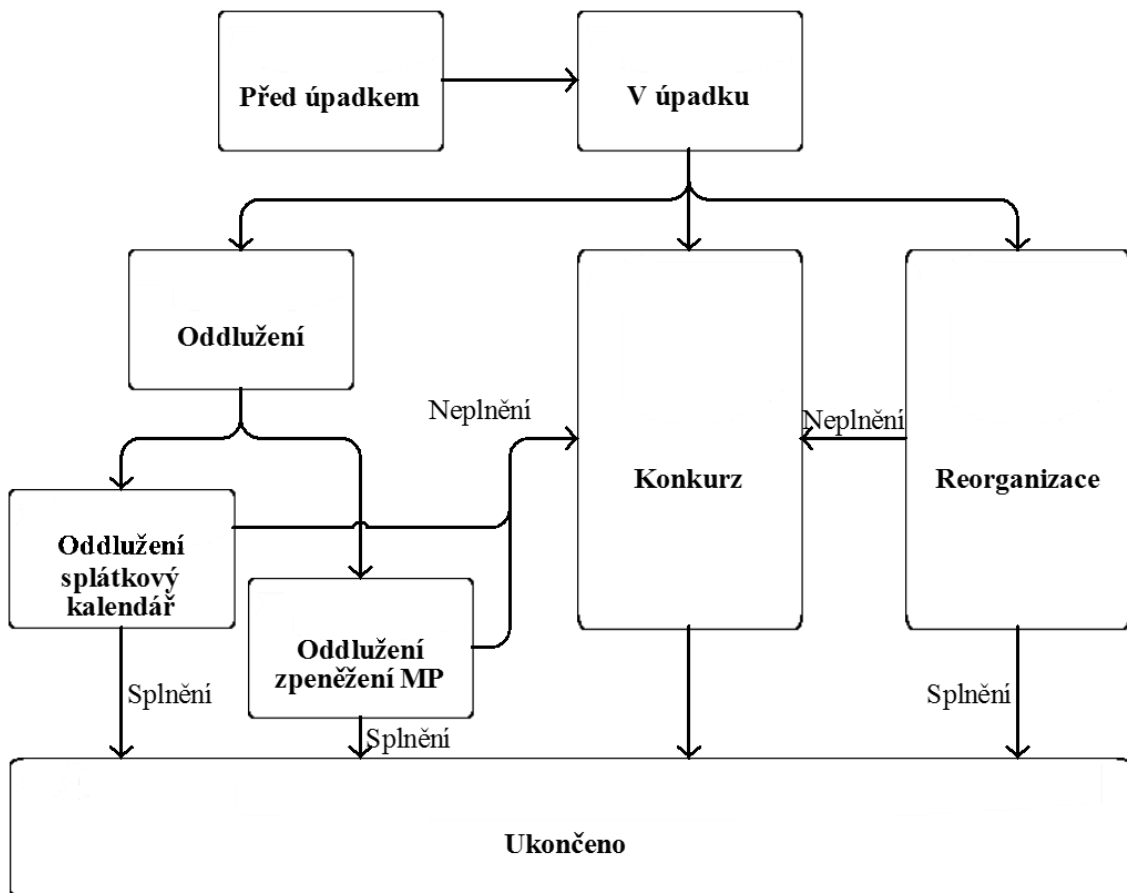 Před úpadkem
V úpadku
Oddlužení
Neplnění
Neplnění
Konkurz
Reorganizace
Oddlužení
splátkový
kalendář
Oddlužení
zpeněžení MP
Splnění
Splnění
Splnění
Ukončeno